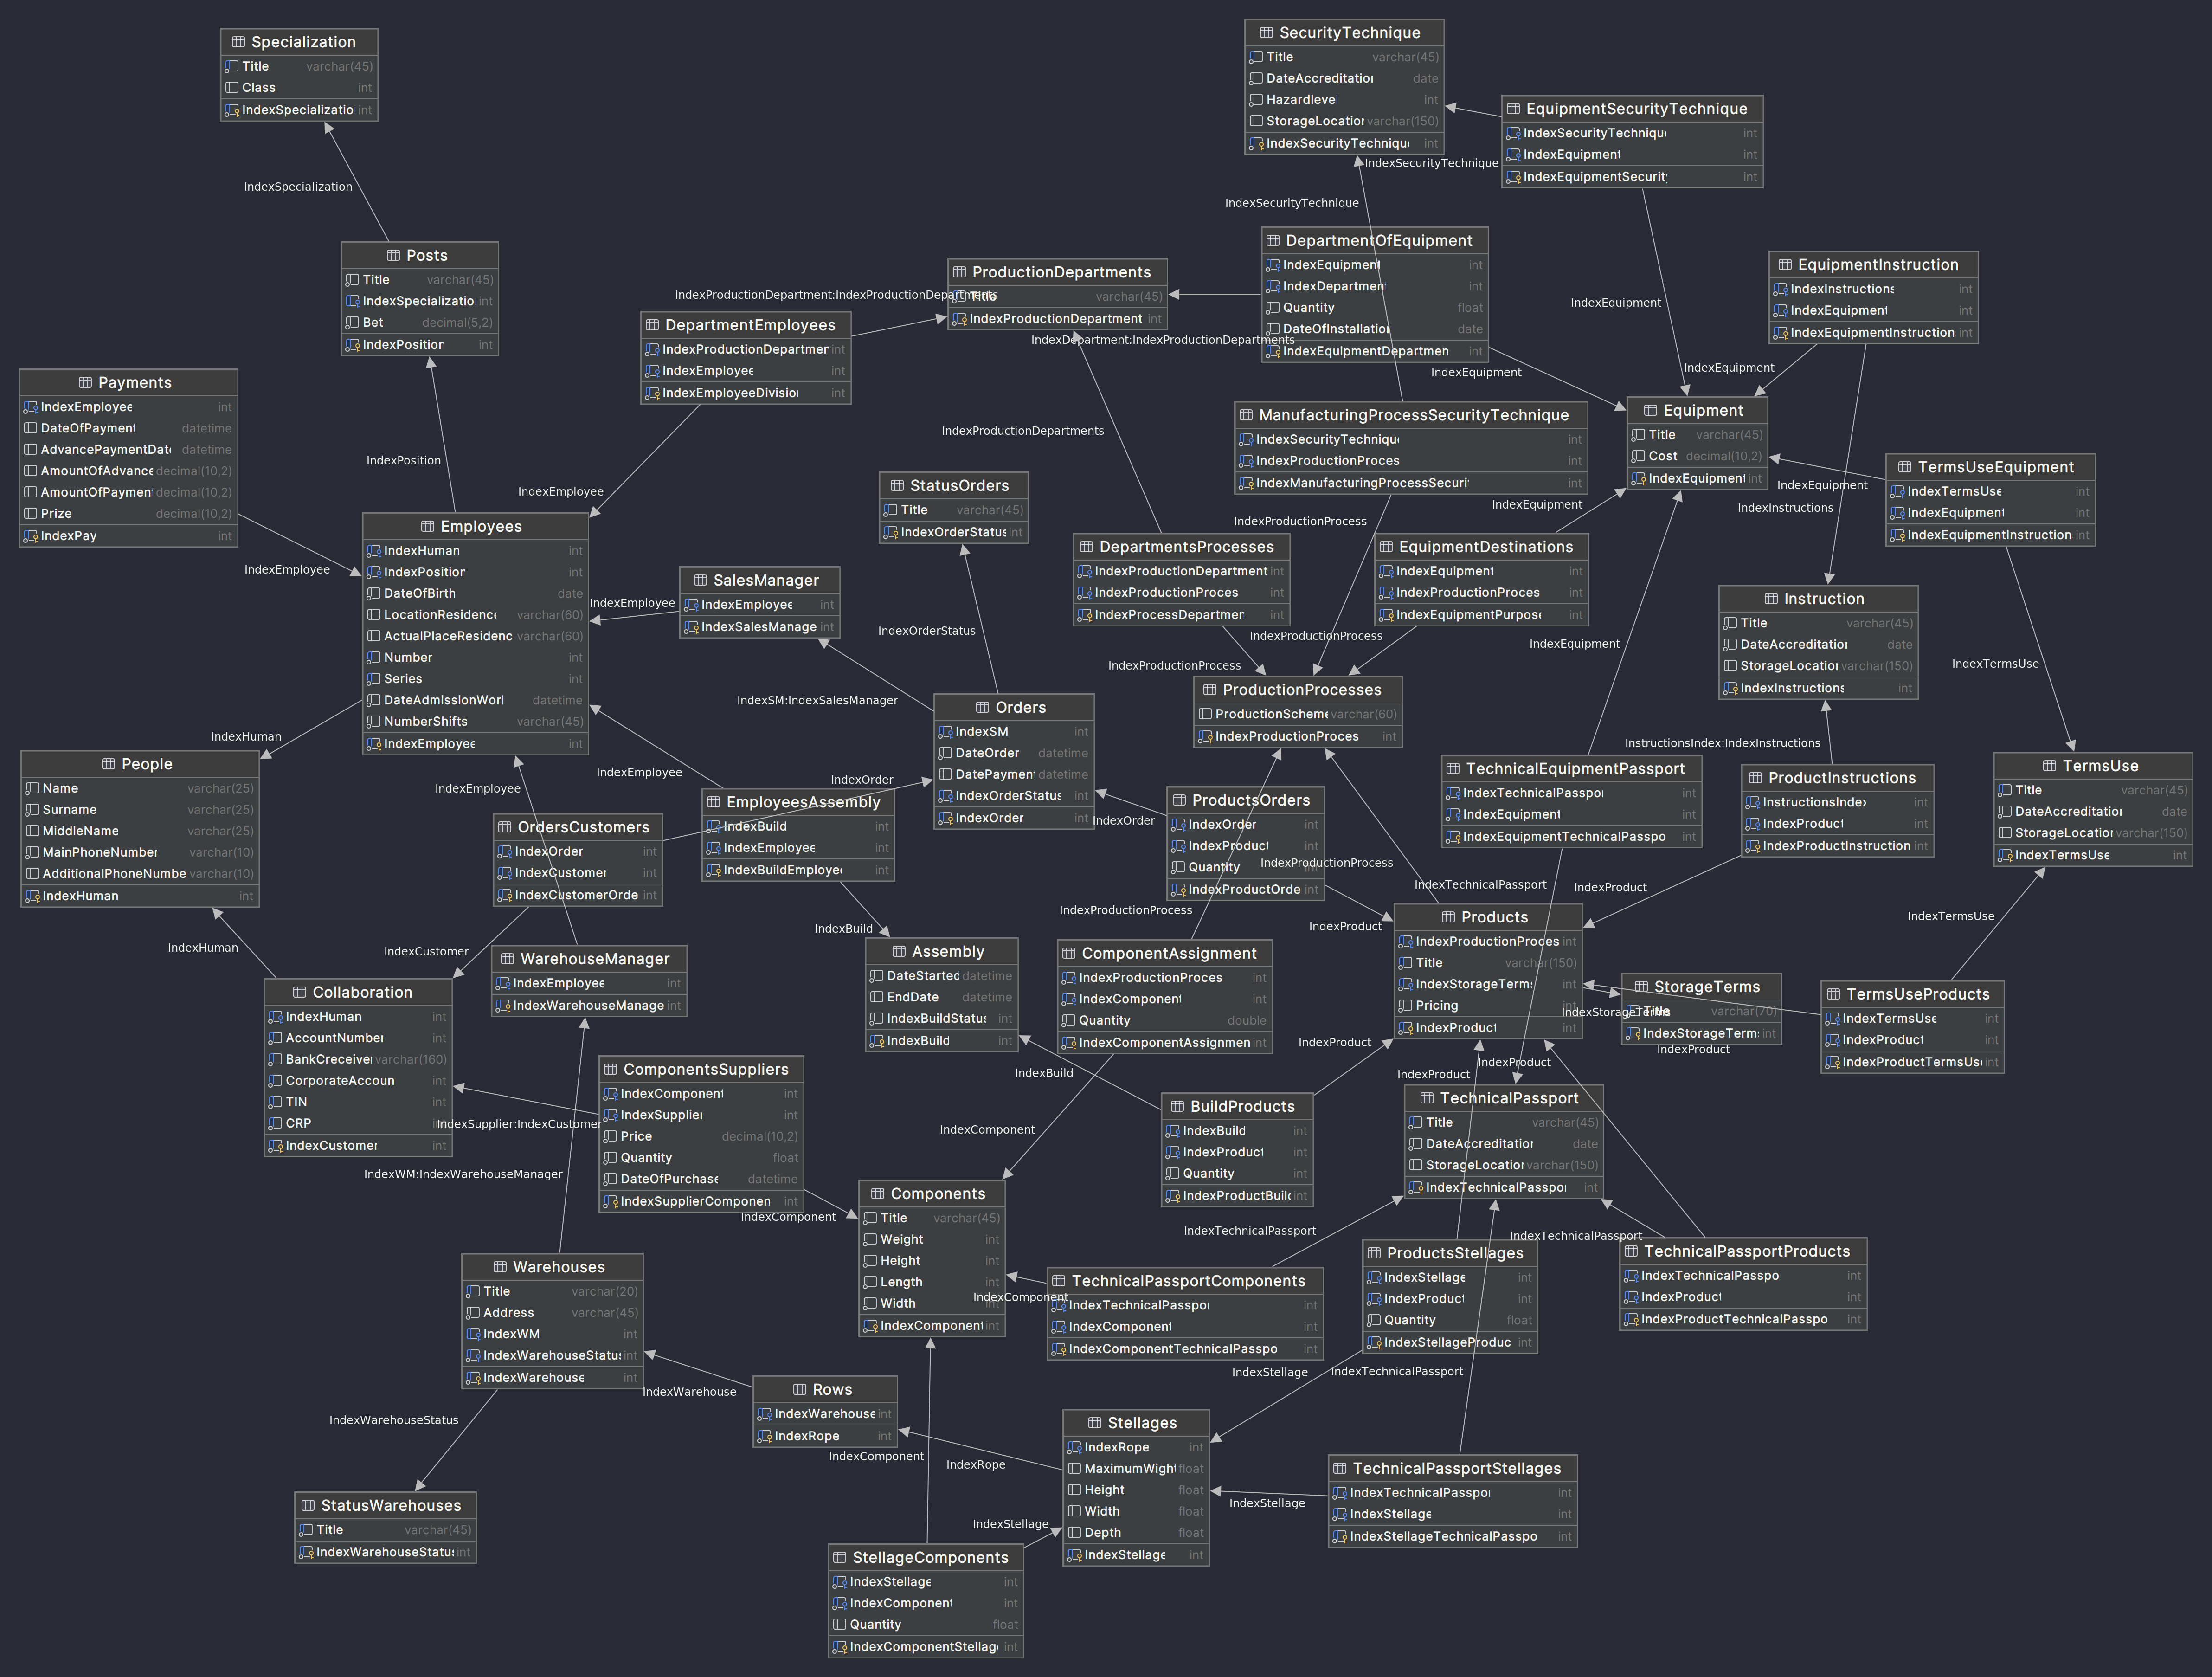 Specialization
Title varchar(45)
Class int
IndexSpecializatio int
IndexSpecialization
Posts
Title varchar(45)
IndexSpecializatio int
Bet decimal(5,2)
IndexPositior int
IndexPosition
Payments
IndexEmployee int
DateOfPayment datetime
AdvancePaymentDat datetime
AmountOfAdvance decimal(10,2)
AmountOfPayment decimal(10,2)
Prize decimal(10,2)
IndexPay int
IndexEmployee
Employees
IndexHuman int
IndexPositior int
DateOfBirth date
LocationResidence varchar(60)
ActualPlaceResidenc varchar(60)
Number int
Series int
DateAdmissionWor datetime
NumberShifts varchar(45)
IndexEmployee int
IndexHuman
People
Name varchar(25)
Surname varchar(25)
MiddleName varchar(25)
MainPhoneNumber varchar(10)
AdditionalPhoneNumbe varchar(10)
IndexHuman int
IndexHuman
Collaboration
IndexHuman int
AccountNumber int
BankCreceiver varchar(160)
CorporateAccoun int
TIN int
CRP int
IndexCustomer int
IndexCustomer
IndexSupplier:IndexCustomer
DepartmentEmployees
IndexProductionDepartmer int
IndexEmployee int
IndexEmployeeDivisio int
IndexProductionDepartment:IndexProductionDepartments
IndexEmployee
ProductionDepartments
Title varchar(45)
IndexProductionDepartment int
IndexDepartment:IndexProductionDepartments
IndexProductionDepartments
SecurityTechnique
Title varchar(45)
DateAccreditatior date
Hazardlevel int
StorageLocatior varchar(150)
IndexSecurityTechnique int
IndexSecurityTechnique
IndexSecurityTechnique
EquipmentSecurityTechnique
IndexSecurityTechnique int
IndexEquipment int
IndexEquipmentSecurity int
IndexEquipment
DepartmentOfEquipment
IndexEquipment int
IndexDepartment int
Quantity float
DateOfInstallatior date
IndexEquipmentDepartmen int
IndexEquipment
EquipmentInstruction
IndexInstructions int
IndexEquipment int
IndexEquipmentInstruction int
IndexEquipment
IndexInstructions
ManufacturingProcessSecurityTechnique
IndexSecurityTechnique int
IndexProductionProces int
IndexManufacturingProcessSecurit int
IndexProductionProcess
Equipment
Title varchar(45)
Cost decimal(10,2)
IndexEquipment int
TermsUseEquipment
IndexTermsUse int
IndexEquipment int
IndexEquipmentInstruction int
IndexEquipment
IndexTermsUse
StatusOrders
Title varchar(45)
IndexOrderStatus int
IndexOrderStatus
SalesManager
IndexEmployee int
IndexSalesManage int
IndexEmployee
IndexSM:IndexSalesManager
DepartmentsProcesses
IndexProductionDepartment int
IndexProductionProces int
IndexProcessDepartmen int
IndexProductionProcess
EquipmentDestinations
IndexEquipment int
IndexProductionProces int
IndexEquipmentPurpose int
IndexEquipment
IndexProductionProcess
Instruction
Title varchar(45)
DateAccreditatior date
StorageLocatior varchar(150)
IndexInstructions int
InstructionsIndex:IndexInstructions
ProductionProcesses
ProductionScheme varchar(60)
IndexProductionProces int
IndexProductionProcess
IndexProductionProcess
Orders
IndexSM int
DateOrder datetime
DatePayment datetime
IndexOrderStatus int
IndexOrder int
IndexOrder
IndexOrder
EmployeesAssembly
IndexBuild int
IndexEmployee int
IndexBuildEmployee int
IndexEmployee
IndexBuild
OrdersCustomers
IndexOrder int
IndexCustomer int
IndexCustomerOrde int
ProductsOrders
IndexOrder int
IndexProduct int
Quantity int
IndexProductOrde int
IndexProduct
TechnicalEquipmentPassport
IndexTechnicalPasspor int
IndexEquipment int
IndexEquipmentTechnicalPasspo int
IndexEquipment
IndexTechnicalPassport
ProductInstructions
InstructionsIndex int
IndexProduct int
IndexProductInstruction int
IndexProduct
TermsUse
Title varchar(45)
DateAccreditatior date
StorageLocatior varchar(150)
IndexTermsUse int
IndexTermsUse
WarehouseManager
IndexEmployee int
IndexWarehouseManage int
IndexEmployee
IndexWM:IndexWarehouseManager
Assembly
DateStarted datetime
EndDate datetime
IndexBuildStatus int
IndexBuild int
IndexBuild
ComponentAssignment
IndexProductionProces int
IndexComponent int
Quantity double
IndexComponentAssignmen int
IndexComponent
Products
IndexProductionProces int
Title varchar(150)
IndexStorageTerms int
Pricing int
IndexProduct int
IndexStorageTerms
StorageTerms
Title varchar(70)
IndexStorageTerms int
IndexProduct
TermsUseProducts
IndexTermsUse int
IndexProduct int
IndexProductTermsUse int
ComponentsSuppliers
IndexComponent int
IndexSupplier int
Price decimal(10,2)
Quantity float
DateOfPurchase datetime
IndexSupplierComponen int
IndexComponent
BuildProducts
IndexBuild int
IndexProduct int
Quantity int
IndexProductBuild int
IndexProduct
IndexProduct
IndexProduct
TechnicalPassport
Title varchar(45)
DateAccreditatior date
StorageLocatior varchar(150)
IndexTechnicalPasspor int
IndexTechnicalPassport
IndexTechnicalPassport
IndexTechnicalPassport
Components
Title varchar(45)
Weight int
Height int
Length int
Width int
IndexComponent int
IndexComponent
IndexComponent
TechnicalPassportComponents
IndexTechnicalPasspor int
IndexComponent int
IndexComponentTechnicalPasspo int
ProductsStellages
IndexStellage int
IndexProduct int
Quantity float
IndexStellageProduc int
IndexStellage
TechnicalPassportProducts
IndexTechnicalPasspor int
IndexProduct int
IndexProductTechnicalPasspo int
Warehouses
Title varchar(20)
Address varchar(45)
IndexWM int
IndexWarehouseStatus int
IndexWarehouse int
IndexWarehouse
IndexWarehouseStatus
Rows
IndexWarehouse int
IndexRope int
IndexRope
Stellages
IndexRope int
MaximumWight float
Height float
Width float
Depth float
IndexStellage int
IndexStellage
IndexStellage
TechnicalPassportStellages
IndexTechnicalPasspor int
IndexStellage int
IndexStellageTechnicalPasspo int
StatusWarehouses
Title varchar(45)
IndexWarehouseStatus int
StellageComponents
IndexStellage int
IndexComponent int
Quantity float
IndexComponentStellag int